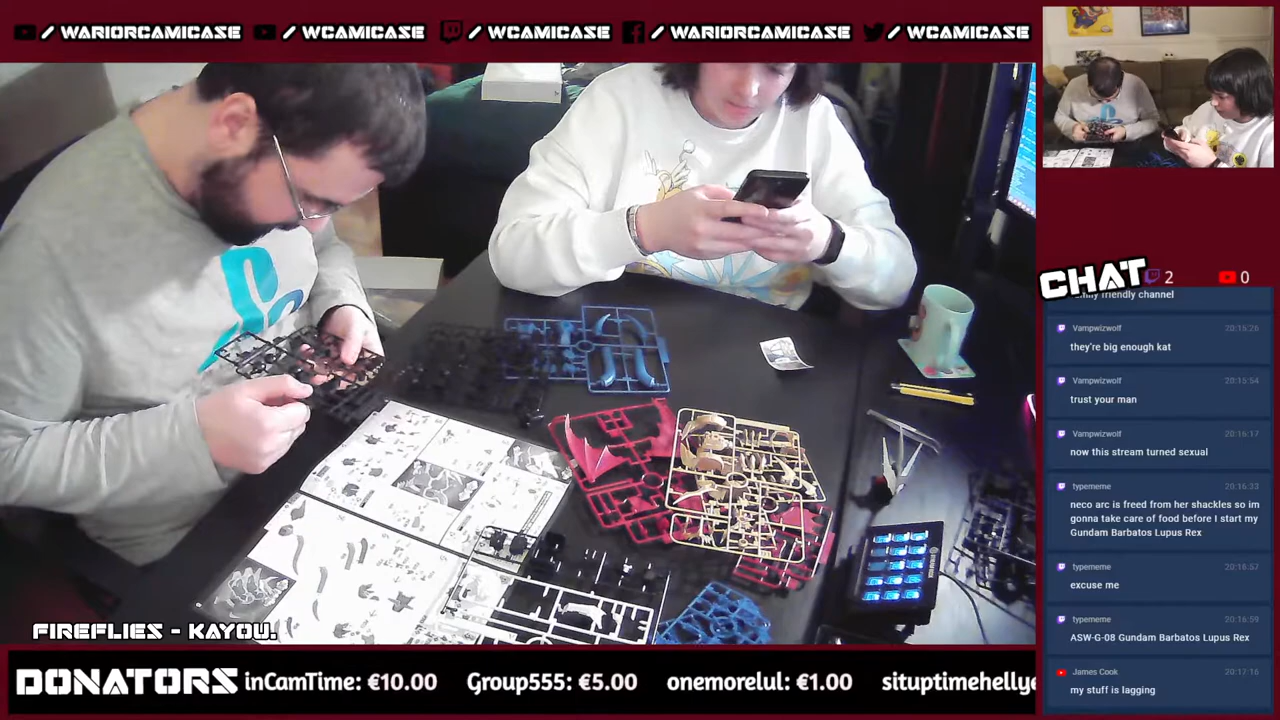 / WARIORCAMICASE / WCAMICASE / WCAMICASE / WARIORCAMICASE / WCAMICASE
CHAT 2 0
friendly channel
Vampwizwolf 20:15:26
they're big enough kat
Vampwizwolf 20:15:54
trust your man
Vampwizwolf 20:16:17
now this stream turned sexual
typememe 20:16:33
neco arc is freed from her shackles so im
gonna take care of food before I start my
Gundam Barbatos Lupus Rex
typememe 20:16:57
excuse me
typememe 20:16:59
ASW-G-08 Gundam Barbatos Lupus Rex
James Cook 20:17:16
my stuff is lagging
FIREFLIES - KAYOU.
DONATORS inCamTime: €10.00 Group555: €5.00 onemorelul: €1.00 situptimehellye